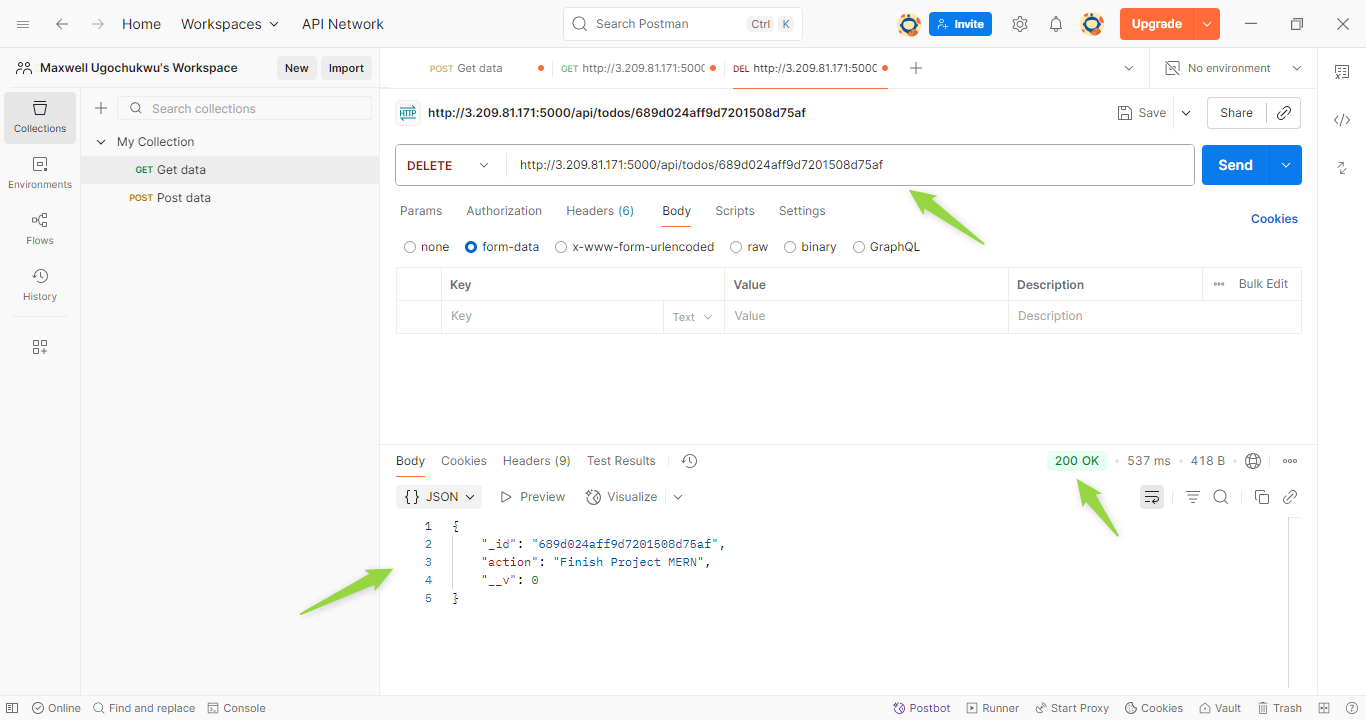 Home Workspaces API Network Search Postman Ctrl K Invite Upgrade
Maxwell Ugochukwu's Workspace New Import POST Get data GET http://3.209.81.171:5000 DEL http://3.209.81.171:5000 No environment
Collections
Environments
Flows
History
Search collections
My Collection
GET Get data
POST Post data
HTTP http://3.209.81.171:5000/api/todos/689d024aff9d7201508d75af Save Share
DELETE http://3.209.81.171:5000/api/todos/689d024aff9d7201508d75af Send
Params Authorization Headers (6) Body Scripts Settings Cookies
none form-data x-www-form-urlencoded raw binary GraphQL
Key Value Description Bulk Edit
Key Text Value Description
Body Cookies Headers (9) Test Results 200 OK 537 ms 418 B
{} JSON Preview Visualize
1 {
2 "_id": "689d024aff9d7201508d75af",
3 "action": "Finish Project MERN",
4 "__v": 0
5 }
Online Find and replace Console Postbot Runner Start Proxy Cookies Vault Trash